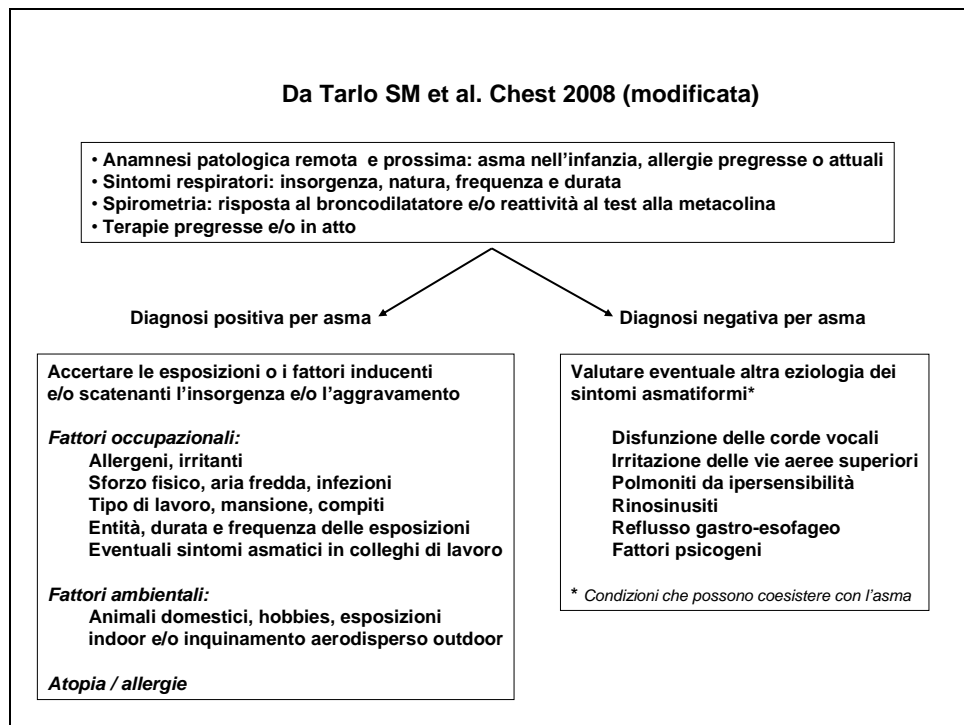 Da Tarlo SM et al. Chest 2008 (modificata)
• Anamnesi patologica remota e prossima: asma nell'infanzia, allergie pregresse o attuali
• Sintomi respiratori: insorgenza, natura, frequenza e durata
• Spirometria: risposta al broncodilatatore e/o reattività al test alla metacolina
• Terapie pregresse e/o in atto
Diagnosi positiva per asma
Accertare le esposizioni o i fattori inducenti
e/o scatenanti l'insorgenza e/o l'aggravamento
Fattori occupazionali:
Allergeni, irritanti
Sforzo fisico, aria fredda, infezioni
Tipo di lavoro, mansione, compiti
Entità, durata e frequenza delle esposizioni
Eventuali sintomi asmatici in colleghi di lavoro
Fattori ambientali:
Animali domestici, hobbies, esposizioni
indoor e/o inquinamento aerodisperso outdoor
Atopia / allergie
Diagnosi negativa per asma
Valutare eventuale altra eziologia dei
sintomi asmatiformi*
Disfunzione delle corde vocali
Irritazione delle vie aeree superiori
Polmoniti da ipersensibilità
Rinosinusiti
Reflusso gastro-esofageo
Fattori psicogeni
* Condizioni che possono coesistere con l'asma